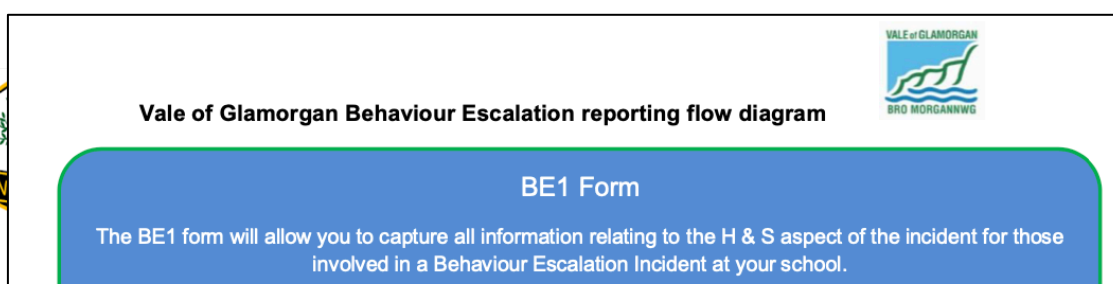 VALE of GLAMORGAN
BRO MORGANNWG
Vale of Glamorgan Behaviour Escalation reporting flow diagram
BE1 Form
The BE1 form will allow you to capture all information relating to the H & S aspect of the incident for those
involved in a Behaviour Escalation Incident at your school.